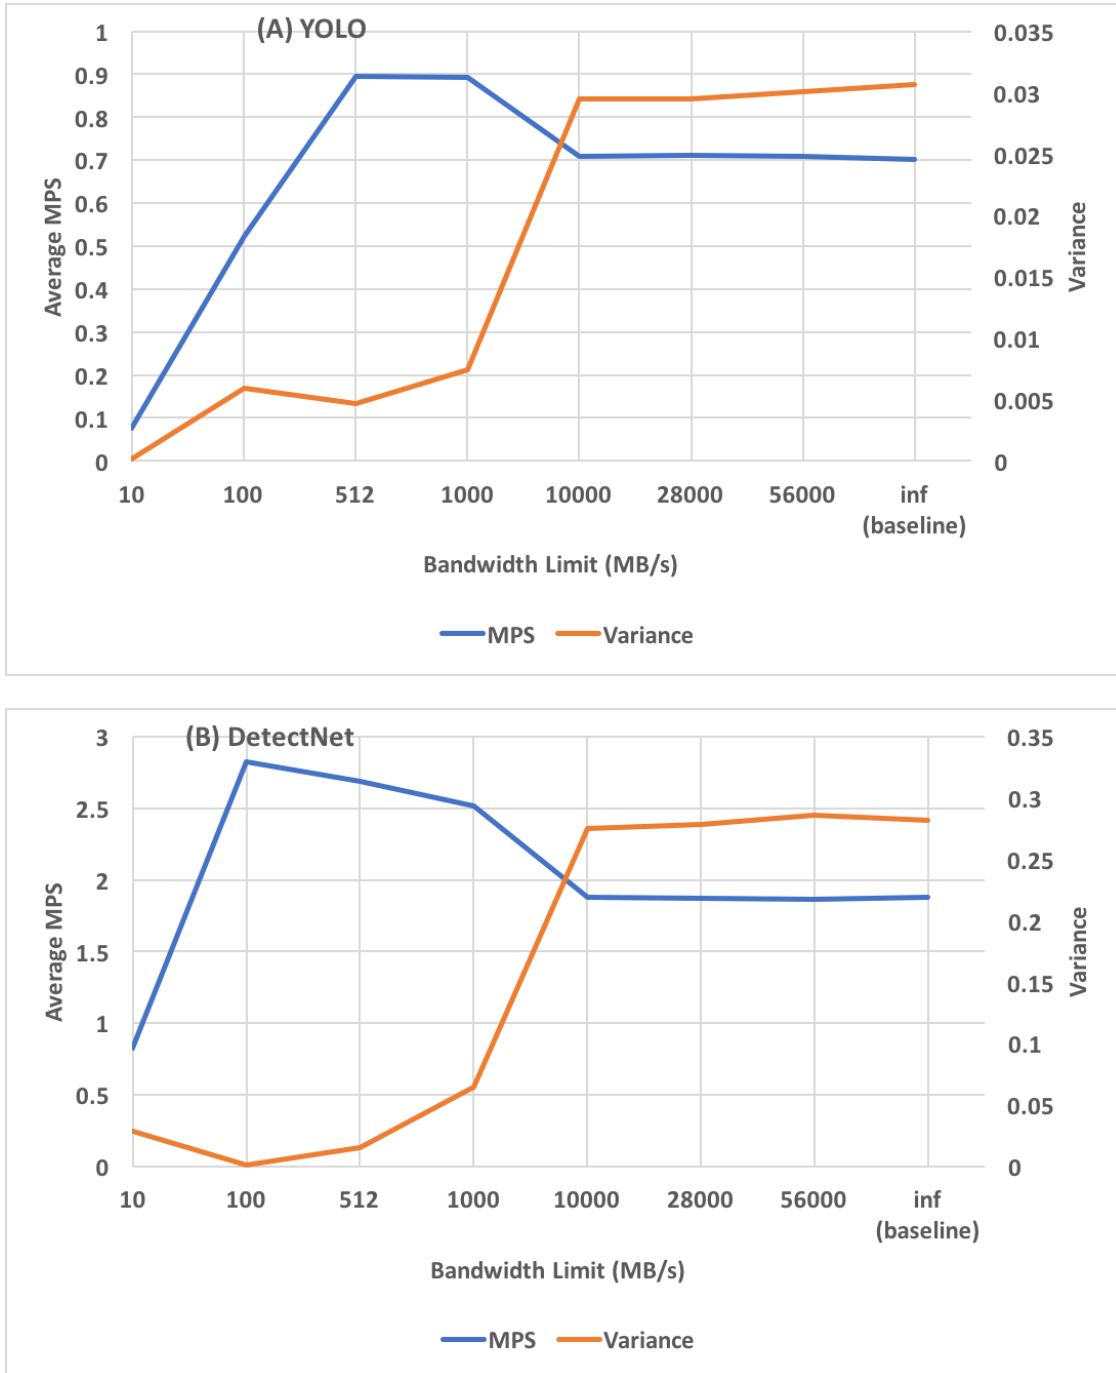 (A) YOLO
1
0.9
0.8
0.7
0.6
0.5
0.4
0.3
0.2
0.1
0
Average MPS
0.035
0.03
0.025
0.02
0.015
0.01
0.005
0
Variance
10 100 512 1000 10000 28000 56000 inf
(baseline)
Bandwidth Limit (MB/s)
MPS Variance
(B) DetectNet
3
2.5
2
1.5
1
0.5
0
Average MPS
0.35
0.3
0.25
0.2
0.15
0.1
0.05
0
Variance
10 100 512 1000 10000 28000 56000 inf
(baseline)
Bandwidth Limit (MB/s)
MPS Variance